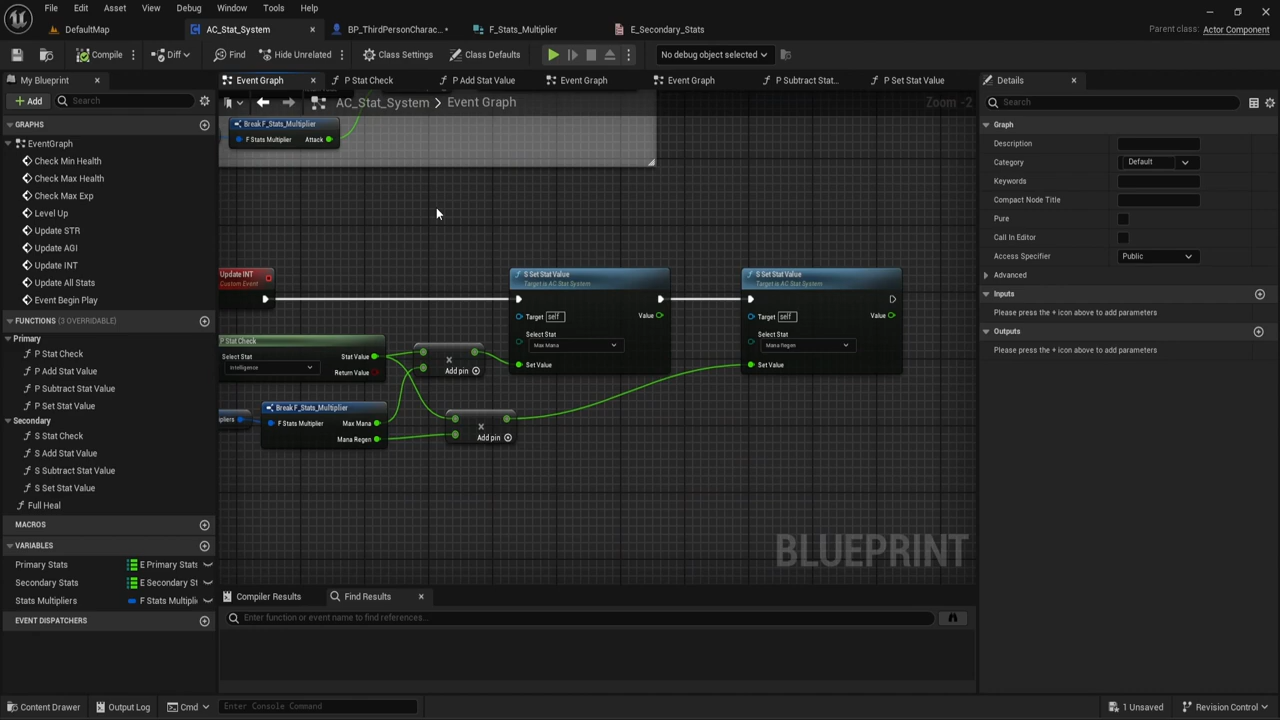 File Edit Asset View Debug Window Tools Help
DefaultMap AC_Stat_System BP_ThirdPersonCharac... F_Stats_Multiplier E_Secondary_Stats Parent class: Actor Component
Compile Diff Find Hide Unrelated Class Settings Class Defaults No debug object selected
My Blueprint Event Graph P Stat Check P Add Stat Value Event Graph Event Graph P Subtract Stat... P Set Stat Value Details
Add Search AC_Stat_System > Event Graph Zoom -2 Search
GRAPHS
EventGraph
Check Min Health
Check Max Health
Check Max Exp
Level Up
Update STR
Update AGI
Update INT
Update All Stats
Event Begin Play
FUNCTIONS (3 OVERRIDABLE)
Primary
P Stat Check
P Add Stat Value
P Subtract Stat Value
P Set Stat Value
Secondary
S Stat Check
S Add Stat Value
S Subtract Stat Value
S Set Stat Value
Full Heal
MACROS
VARIABLES
Primary Stats E Primary Stats
Secondary Stats E Secondary St
Stats Multipliers F Stats Multipli
EVENT DISPATCHERS
Break F_Stats_Multiplier
F Stats Multiplier Attack
Update INT
Custom Event
P Stat Check
Select Stat Stat Value
Intelligence Return Value
Add pin
pliers
Break F_Stats_Multiplier
F Stats Multiplier Max Mana
Mana Regen
Add pin
S Set Stat Value
Target is AC Stat System
Target self Value
Select Stat
Max Mana
Set Value
S Set Stat Value
Target is AC Stat System
Target self Value
Select Stat
Mana Regen
Set Value
BLUEPRINT
Graph
Description
Category Default
Keywords
Compact Node Title
Pure
Call In Editor
Access Specifier Public
Advanced
Inputs
Please press the + icon above to add parameters
Outputs
Please press the + icon above to add parameters
Compiler Results Find Results
Enter function or event name to find references...
Content Drawer Output Log Cmd Enter Console Command 1 Unsaved Revision Control